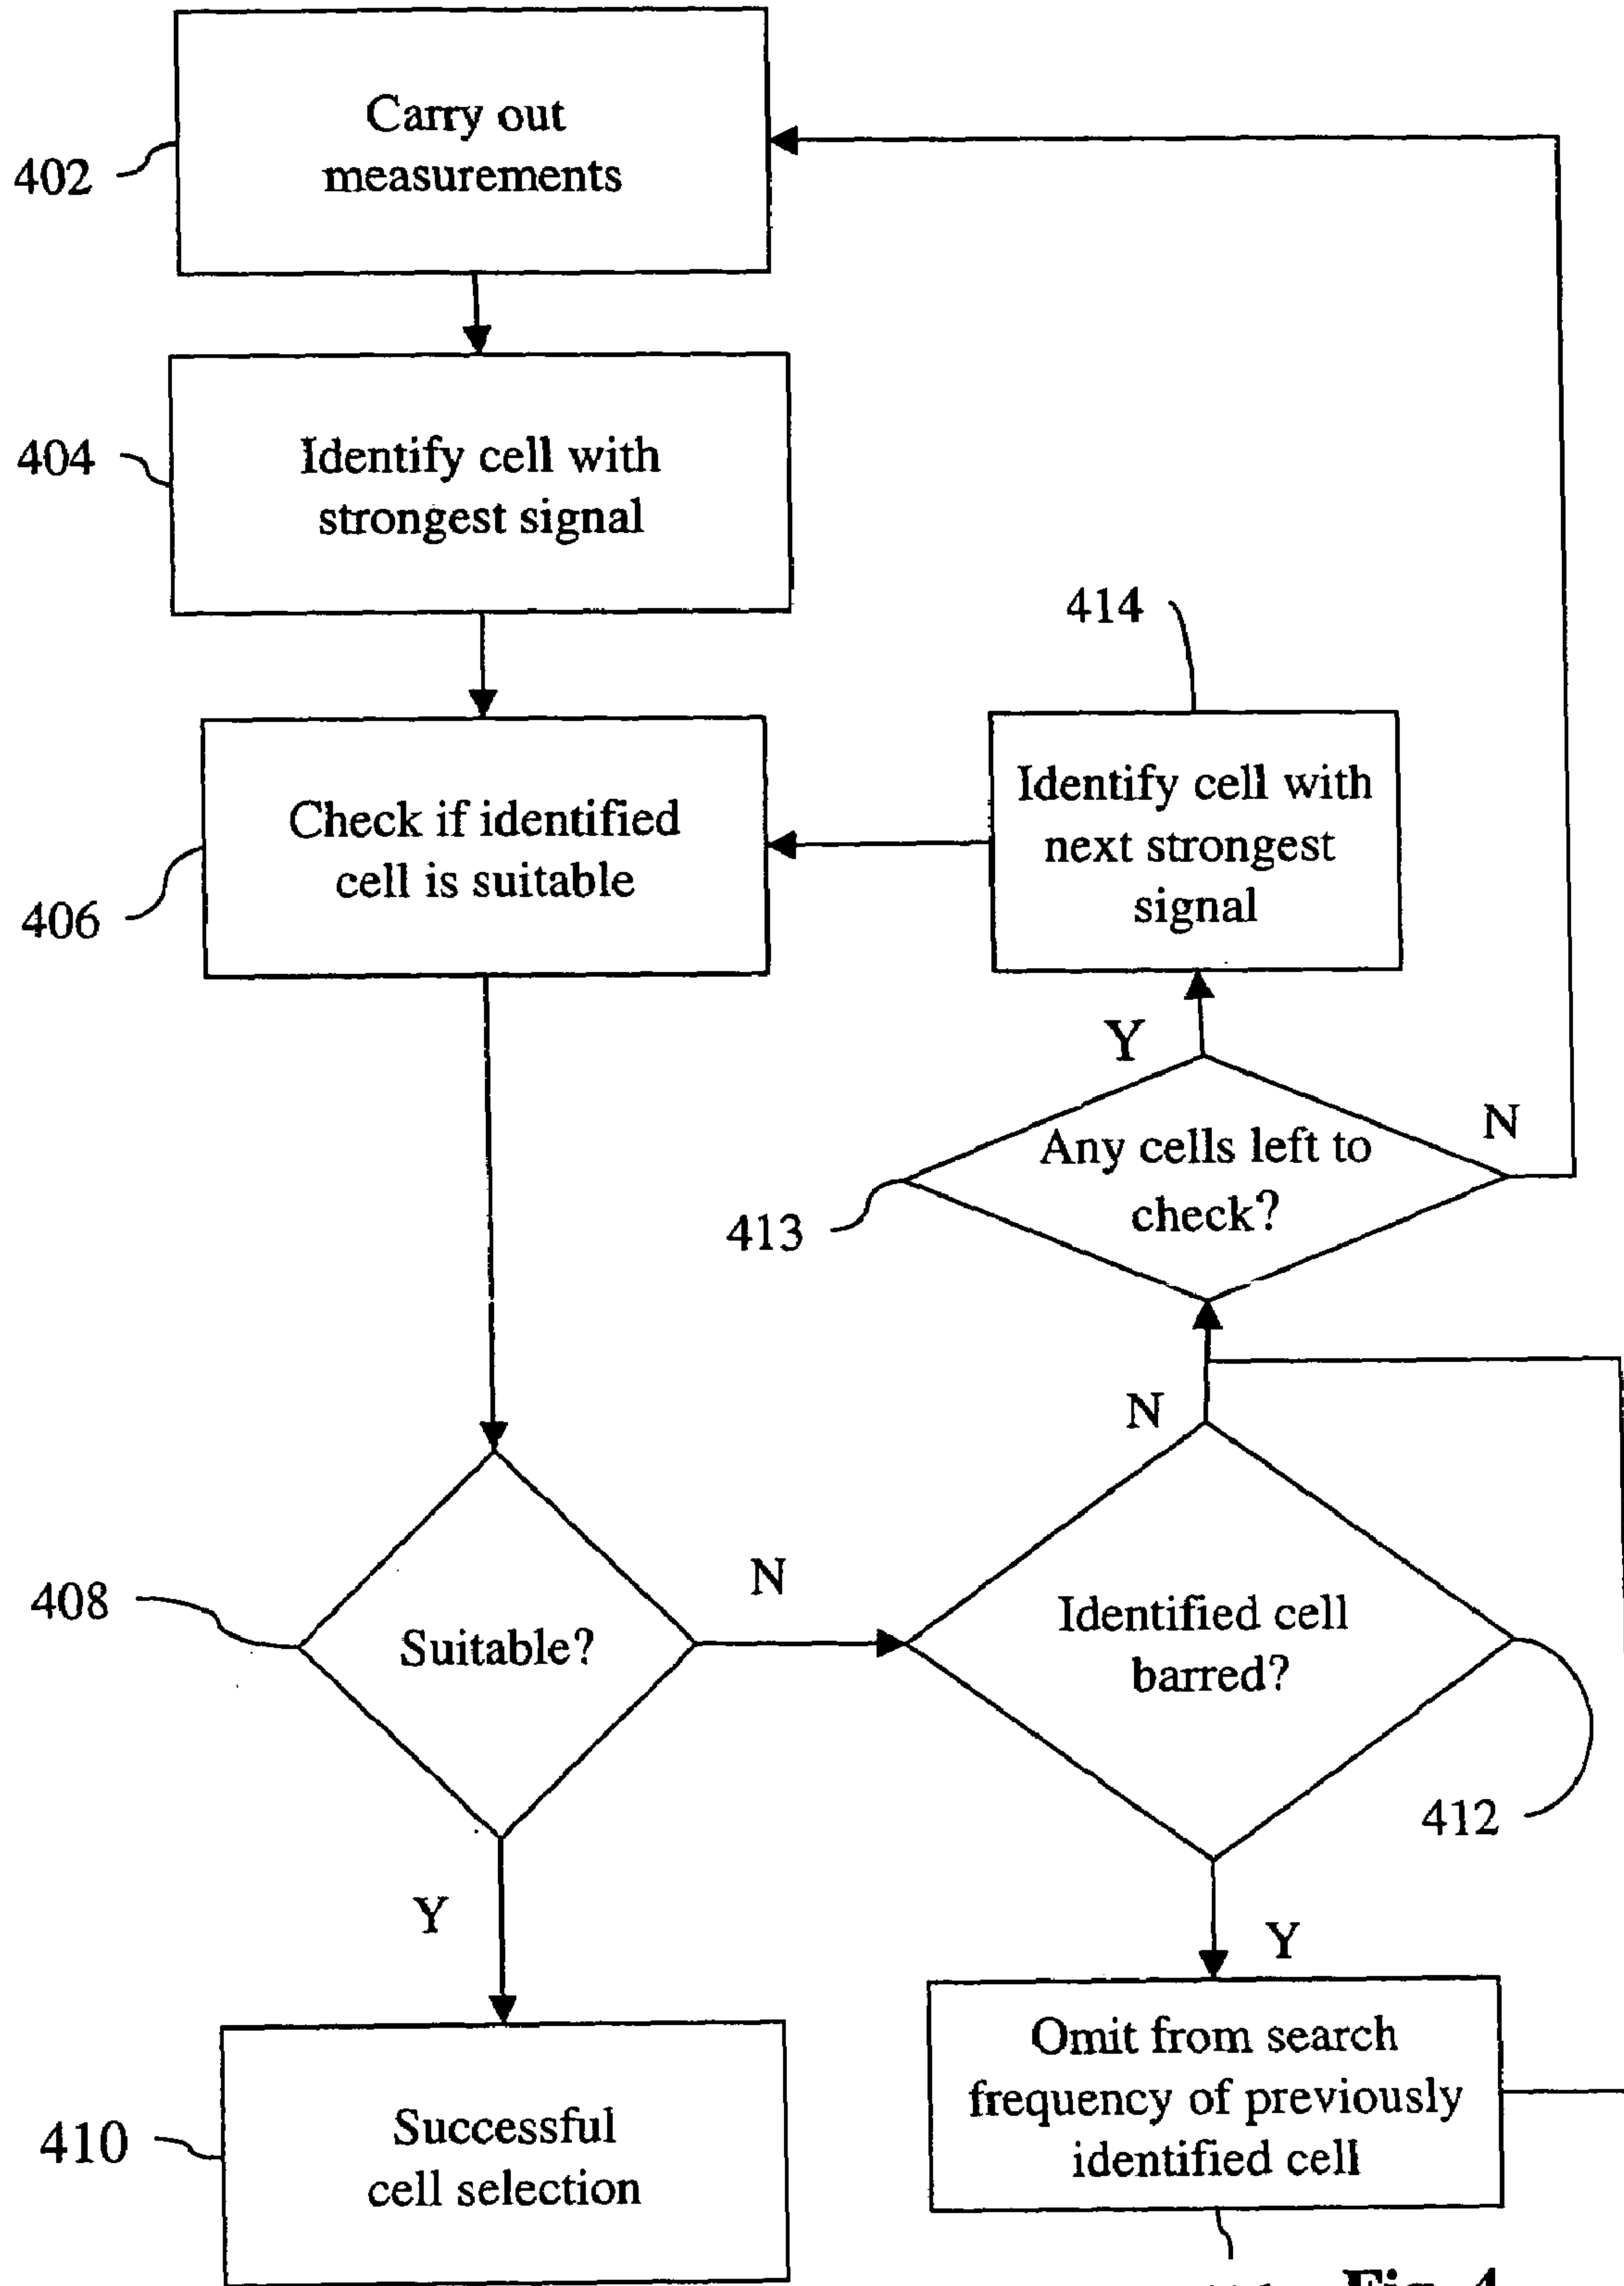 Carry out
measurements
402
404
Identify cell with
strongest signal
414
Identify cell with
next strongest
signal
Check if identified
cell is suitable
406
Y
N
Any cells left to
check?
413
N
408
Suitable?
N
Identified cell
barred?
412
Y
Y
Omit from search
frequency of previously
identified cell
410
Successful
cell selection
Fig. 4